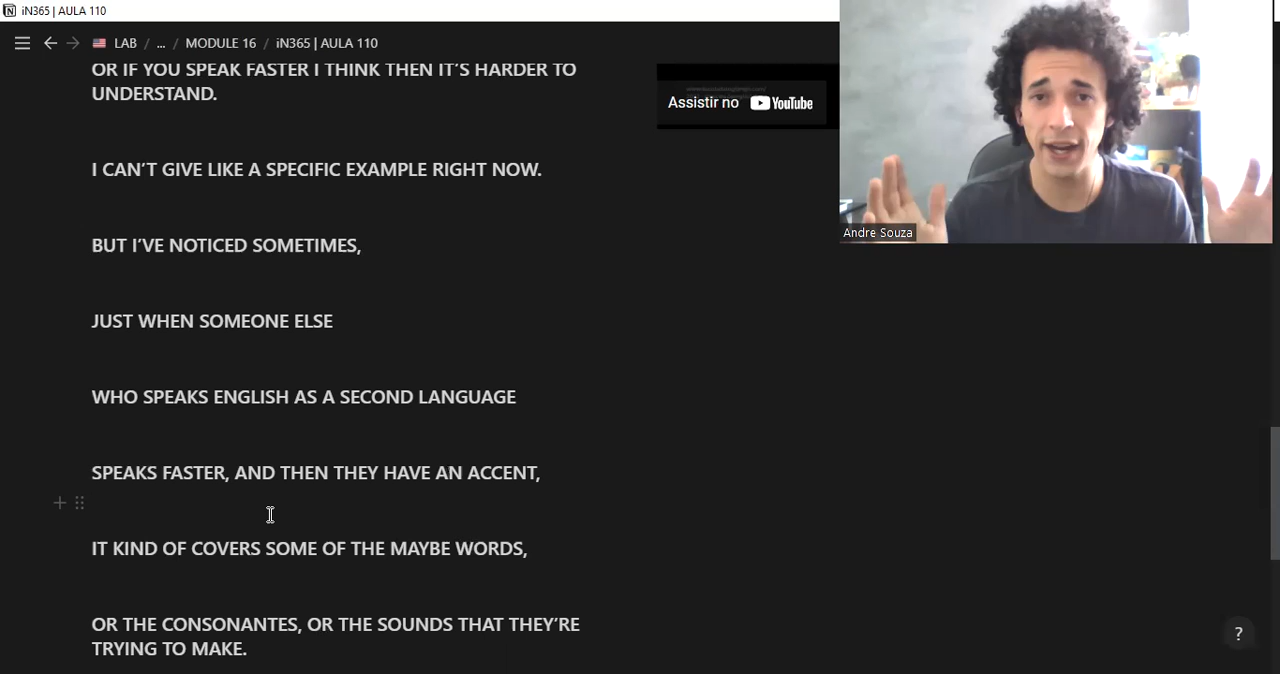 iN365 | AULA 110
LAB / ... / MODULE 16 / iN365 | AULA 110
OR IF YOU SPEAK FASTER I THINK THEN IT'S HARDER TO
UNDERSTAND.
I CAN'T GIVE LIKE A SPECIFIC EXAMPLE RIGHT NOW.
BUT I'VE NOTICED SOMETIMES,
JUST WHEN SOMEONE ELSE
WHO SPEAKS ENGLISH AS A SECOND LANGUAGE
SPEAKS FASTER, AND THEN THEY HAVE AN ACCENT,
IT KIND OF COVERS SOME OF THE MAYBE WORDS,
OR THE CONSONANTES, OR THE SOUNDS THAT THEY'RE
TRYING TO MAKE.
Assistir no YouTube
Andre Souza
?